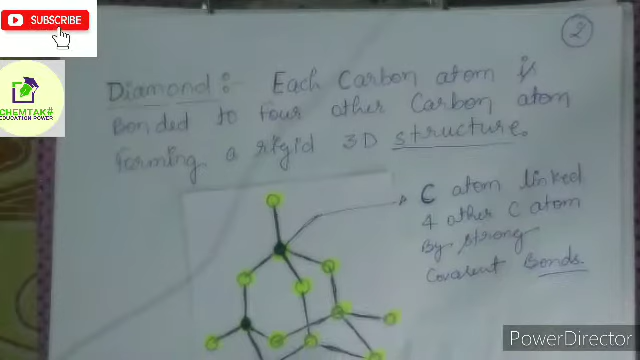 SUBSCRIBE
2
CHEMTAK#
EDUCATION POWER
Diamond :- Each Carbon atom is
Bonded to four other Carbon atom
forming a rigid 3D structure.
C atom linked
4 other C atom
By strong
Covarent Bonds
PowerDirector